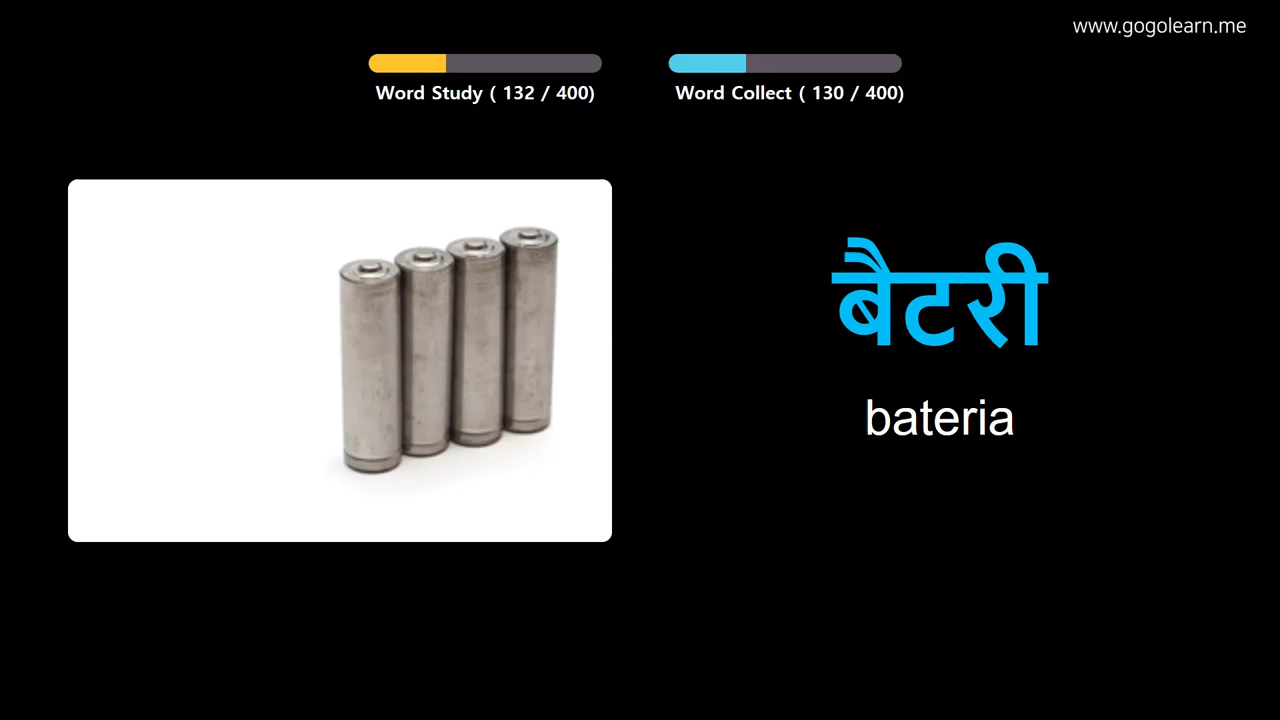 www.gogolearn.me
Word Study ( 132 / 400)
Word Collect ( 130 / 400)
बैटरी
bateria